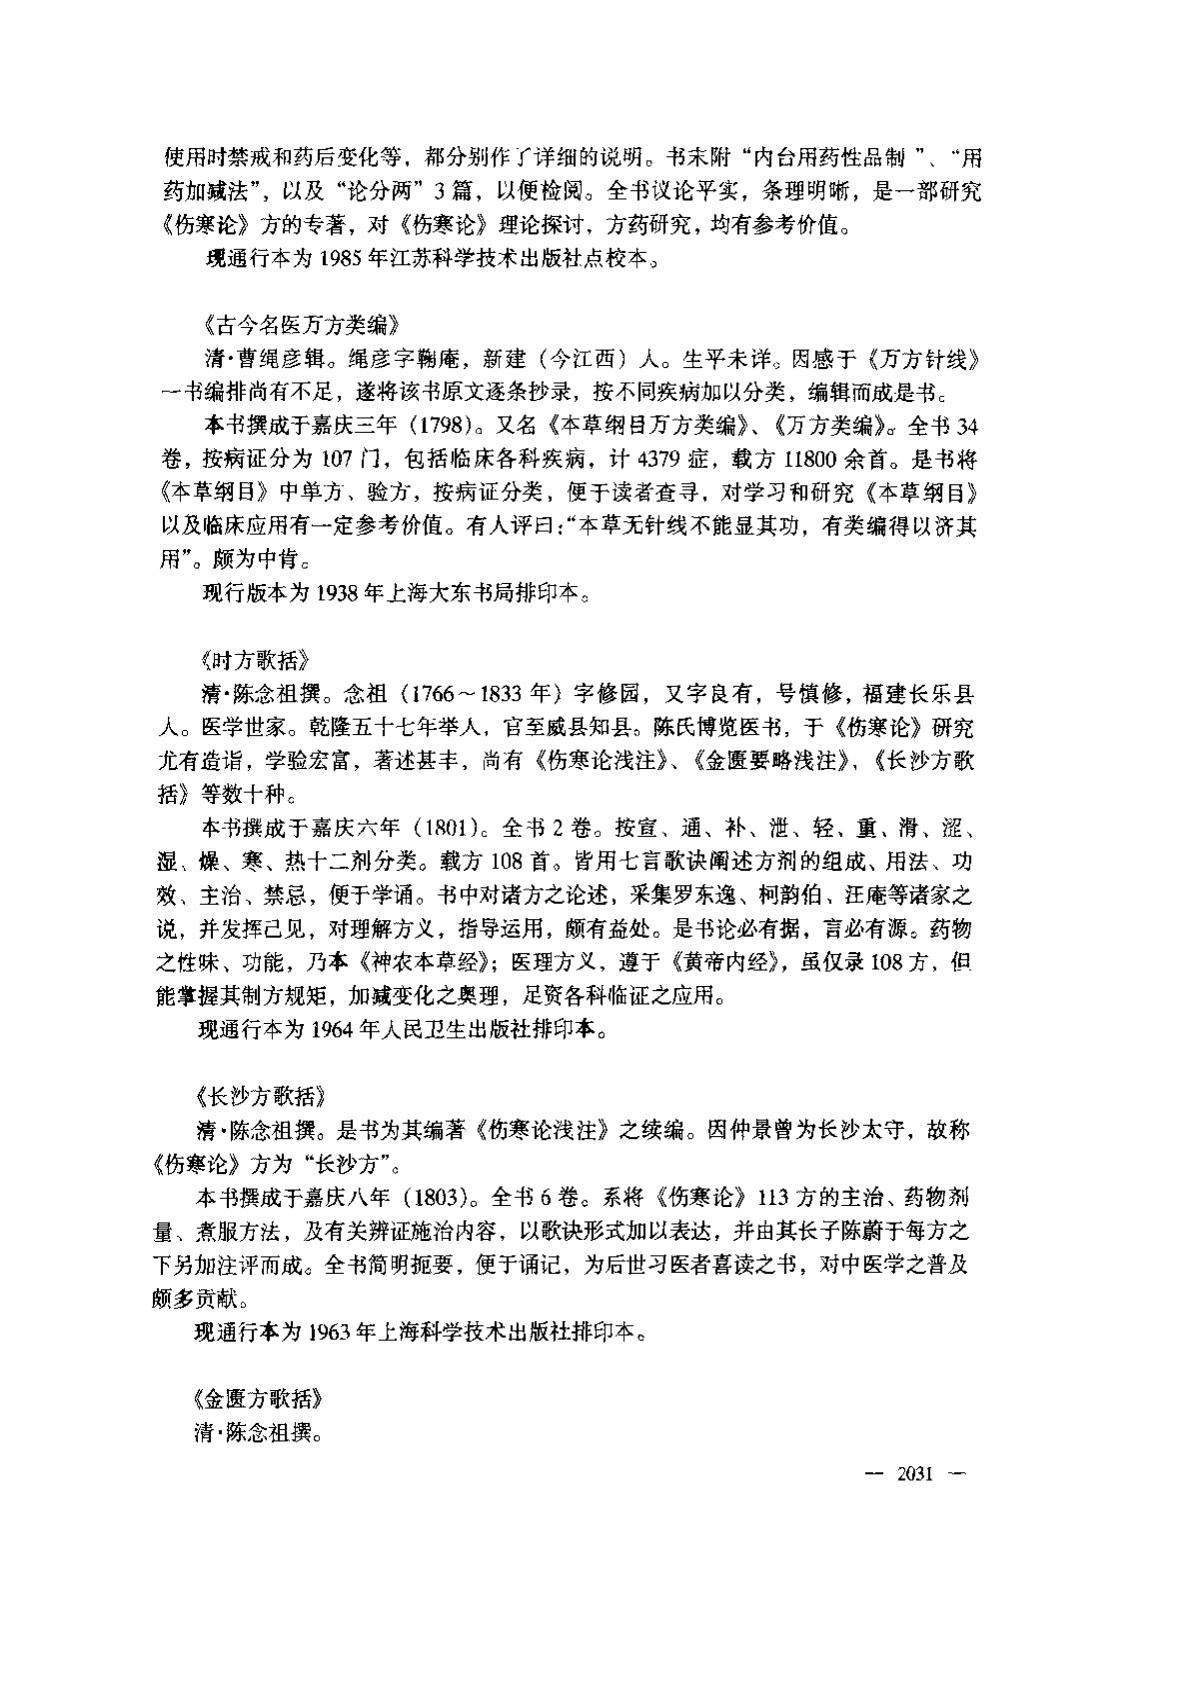 使用时禁戒和药后变化等，都分别作了详细的说明。书末附“内台用药性品制”、“用
药加减法”，以及“论分两”3篇，以便检阅。全书议论平实，条理明晰，是一部研究
《伤寒论》方的专著，对《伤寒论》理论探讨，方药研究，均有参考价值。
现通行本为1985年江苏科学技术出版社点校本。
《古今名医万方类编》
清·曹绳彦辑。绳彦字鞠庵，新建（今江西）人。生平未详。因感于《万方针线》
一书编排尚有不足，遂将该书原文逐条抄录，按不同疾病加以分类，编辑而成是书。
本书撰成于嘉庆三年（1798）。又名《本草纲目万方类编》、《万方类编》。全书34
卷，按病证分为107门，包括临床各科疾病，计4379症，载方11800余首。是书将
《本草纲目》中单方、验方，按病证分类，便于读者查寻，对学习和研究《本草纲目》
以及临床应用有一定参考价值。有人评曰：“本草无针线不能显其功，有类编得以济其
用”。颇为中肯。
现行版本为1938年上海大东书局排印本。
《时方歌括》
清·陈念祖撰。念祖（1766～1833年）字修园，又字良有，号慎修，福建长乐县
人。医学世家。乾隆五十七年举人，官至威县知县。陈氏博览医书，于《伤寒论》研究
尤有造诣，学验宏富，著述甚丰，尚有《伤寒论浅注》、《金匮要略浅注》、《长沙方歌
括》等数十种。
本书撰成于嘉庆六年（1801）。全书2卷。按宣、通、补、泄、轻、重、滑、涩、
湿、燥、寒、热十二剂分类。载方108首。皆用七言歌诀阐述方剂的组成、用法、功
效、主治、禁忌，便于学诵。书中对诸方之论述，采集罗东逸、柯韵伯、汪庵等诸家之
说，并发挥己见，对理解方义，指导运用，颇有益处。是书论必有据，言必有源。药物
之性味、功能，乃本《神农本草经》；医理方义，遵于《黄帝内经》，虽仅录108方，但
能掌握其制方规矩，加减变化之奥理，足资各科临证之应用。
现通行本为1964年人民卫生出版社排印本。
《长沙方歌括》
清·陈念祖撰。是书为其编著《伤寒论浅注》之续编。因仲景曾为长沙太守，故称
《伤寒论》方为“长沙方”。
本书撰成于嘉庆八年（1803）。全书6卷。系将《伤寒论》113方的主治、药物剂
量、煮服方法，及有关辨证施治内容，以歌诀形式加以表达，并由其长子陈蔚于每方之
下另加注评而成。全书简明扼要，便于诵记，为后世习医者喜读之书，对中医学之普及
颇多贡献。
现通行本为1963年上海科学技术出版社排印本。
《金匮方歌括》
清·陈念祖撰。
— 2031 —